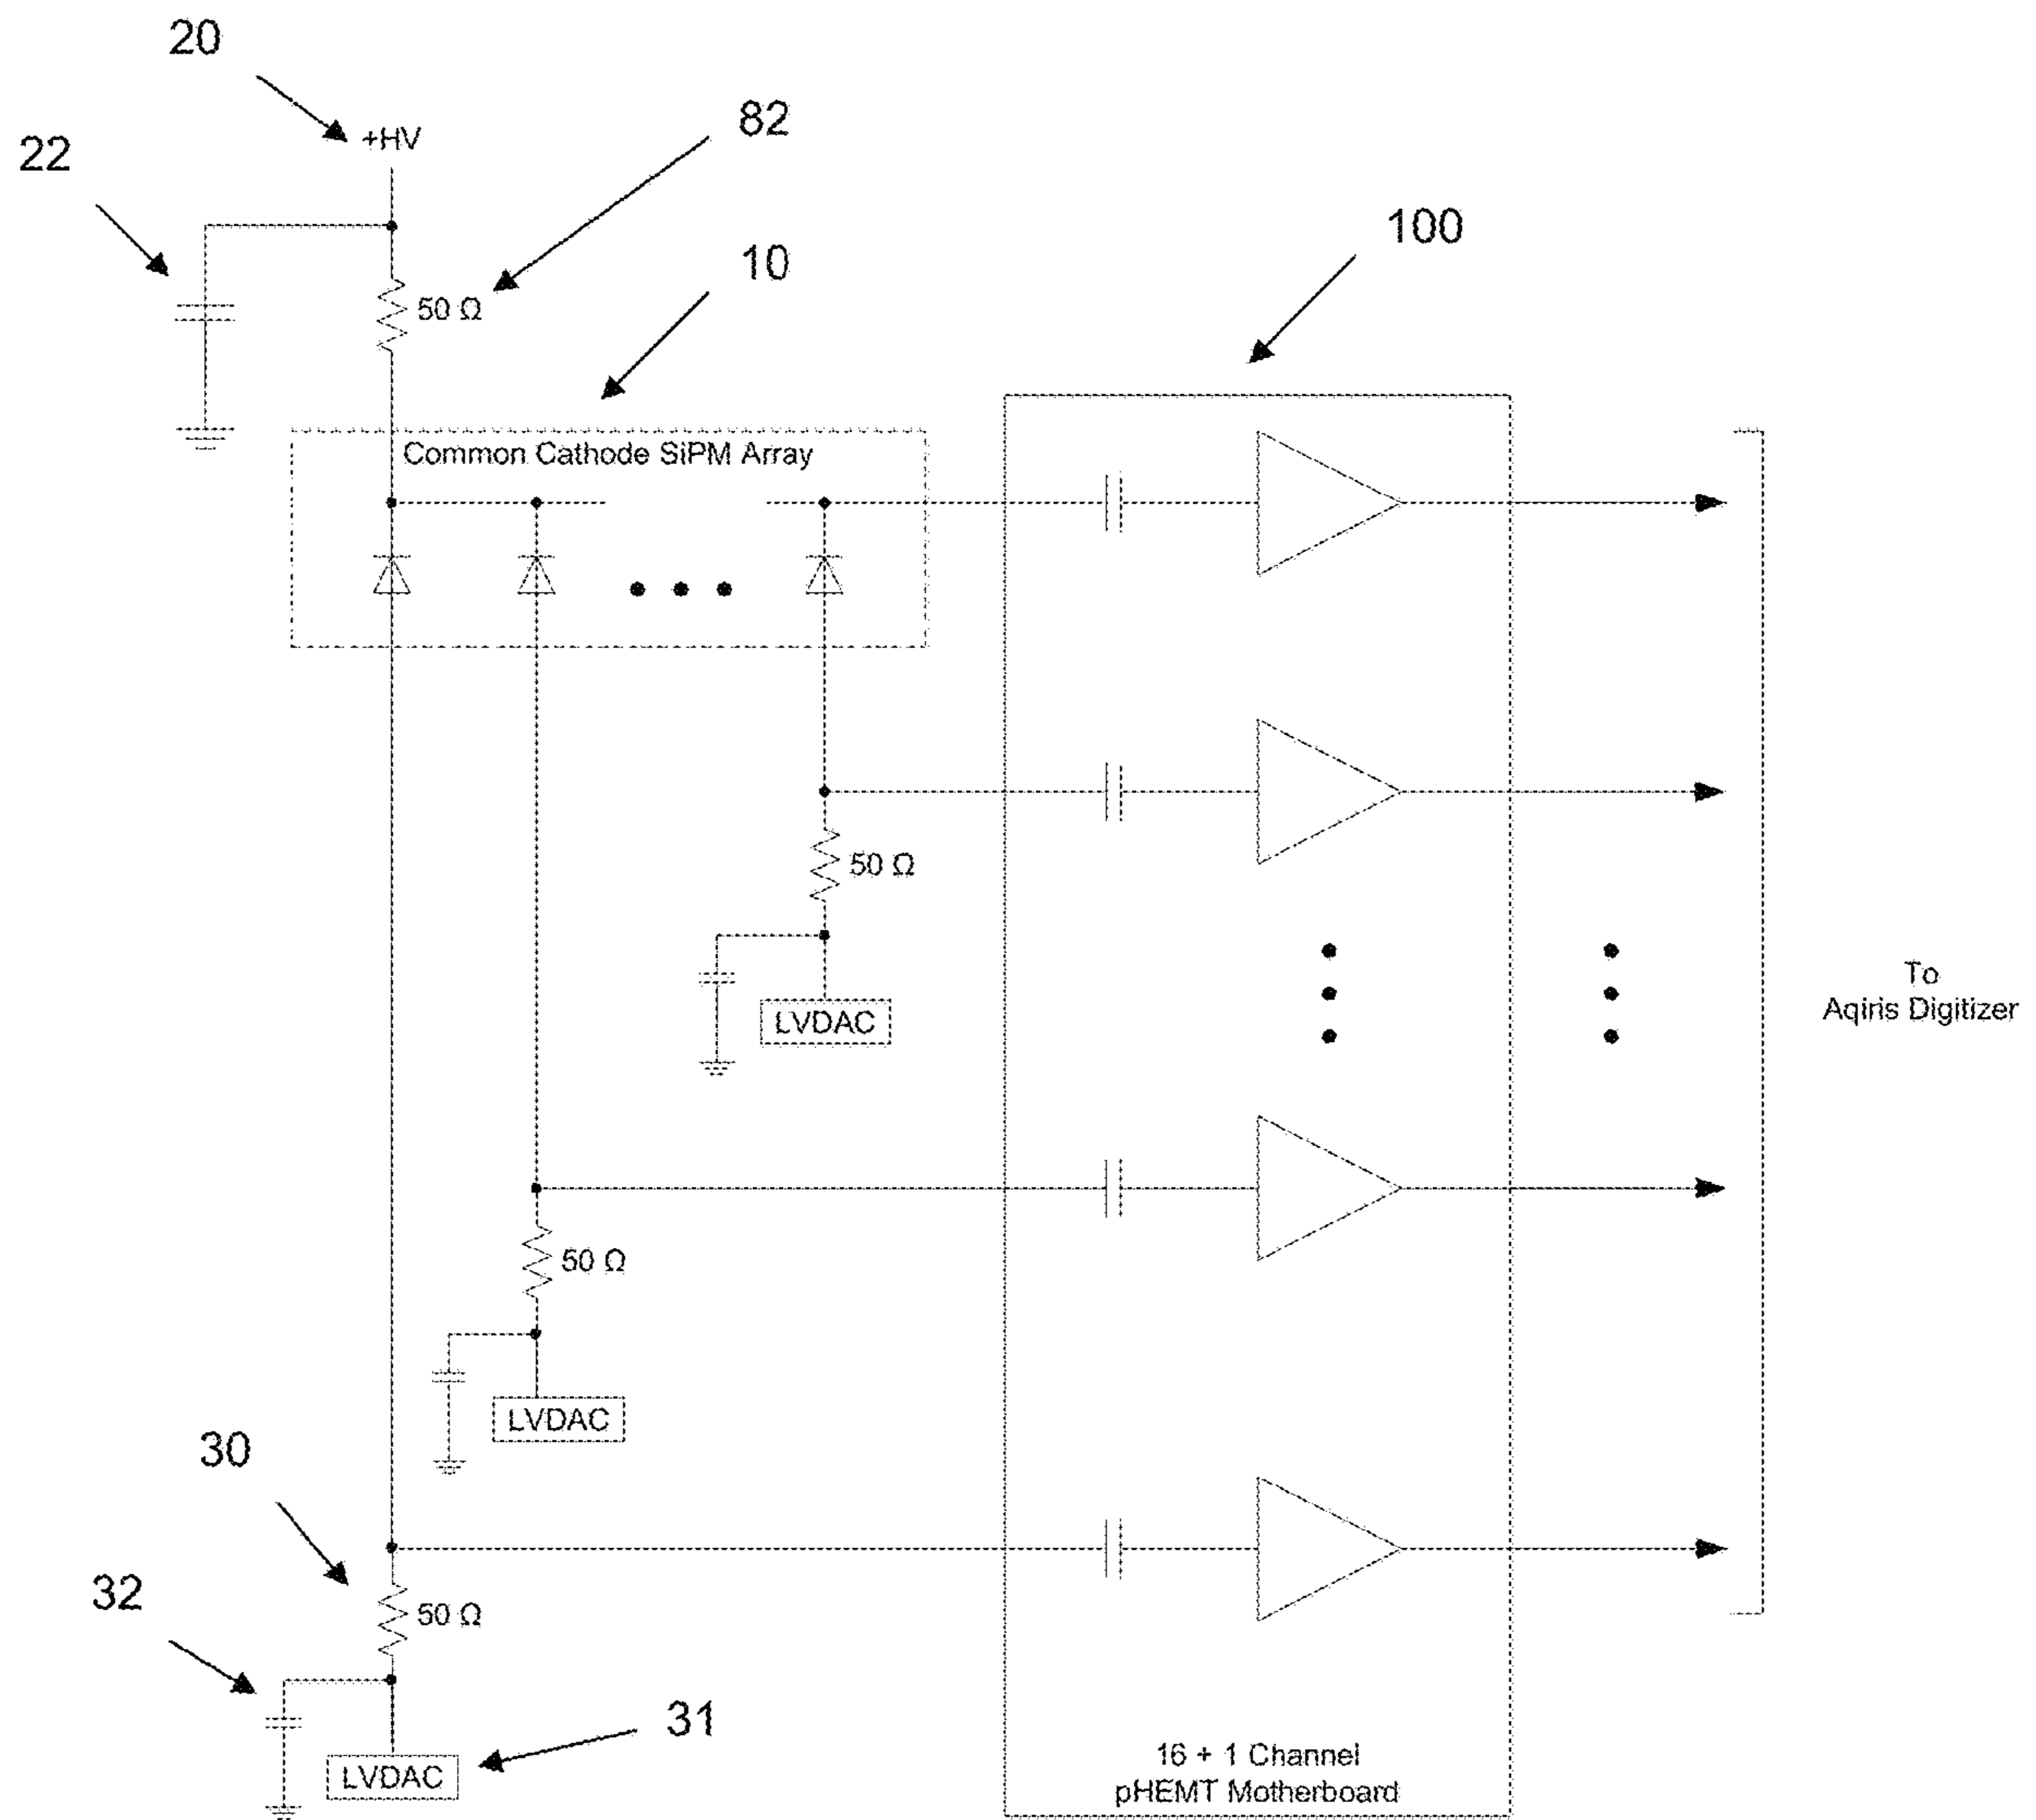 20
+HV
82
22
10
100
50 Ω
Common Cathode SiPM Array
50 Ω
To
Aqiris Digitizer
LVDAC
50 Ω
LVDAC
30
32
50 Ω
31
LVDAC
16 + 1 Channel
pHEMT Motherboard